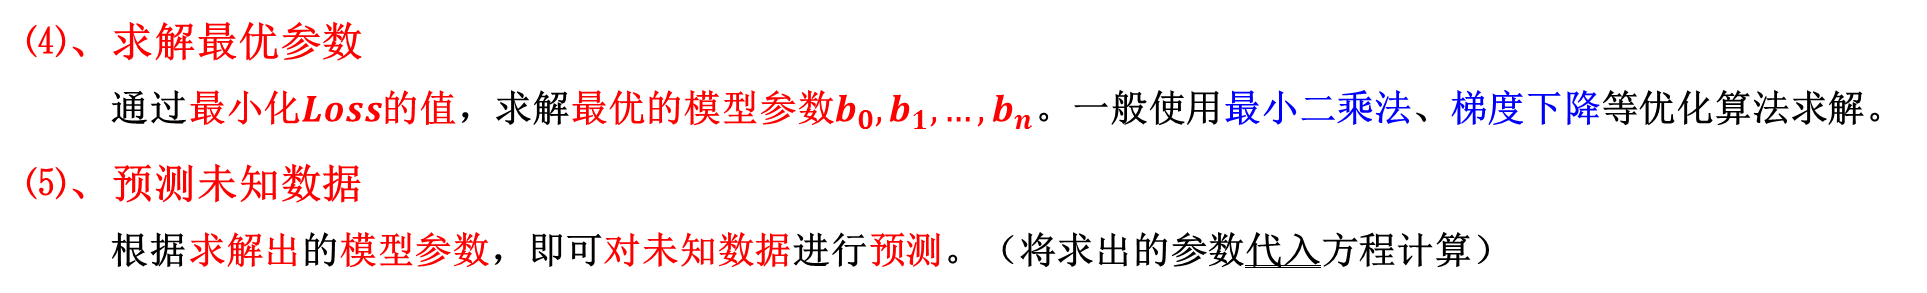 (4)、求解最优参数
通过最小化Loss的值，求解最优的模型参数b₀, b₁, …, bₙ。一般使用最小二乘法、梯度下降等优化算法求解。
(5)、预测未知数据
根据求解出的模型参数，即可对未知数据进行预测。（将求出的参数代入方程计算）